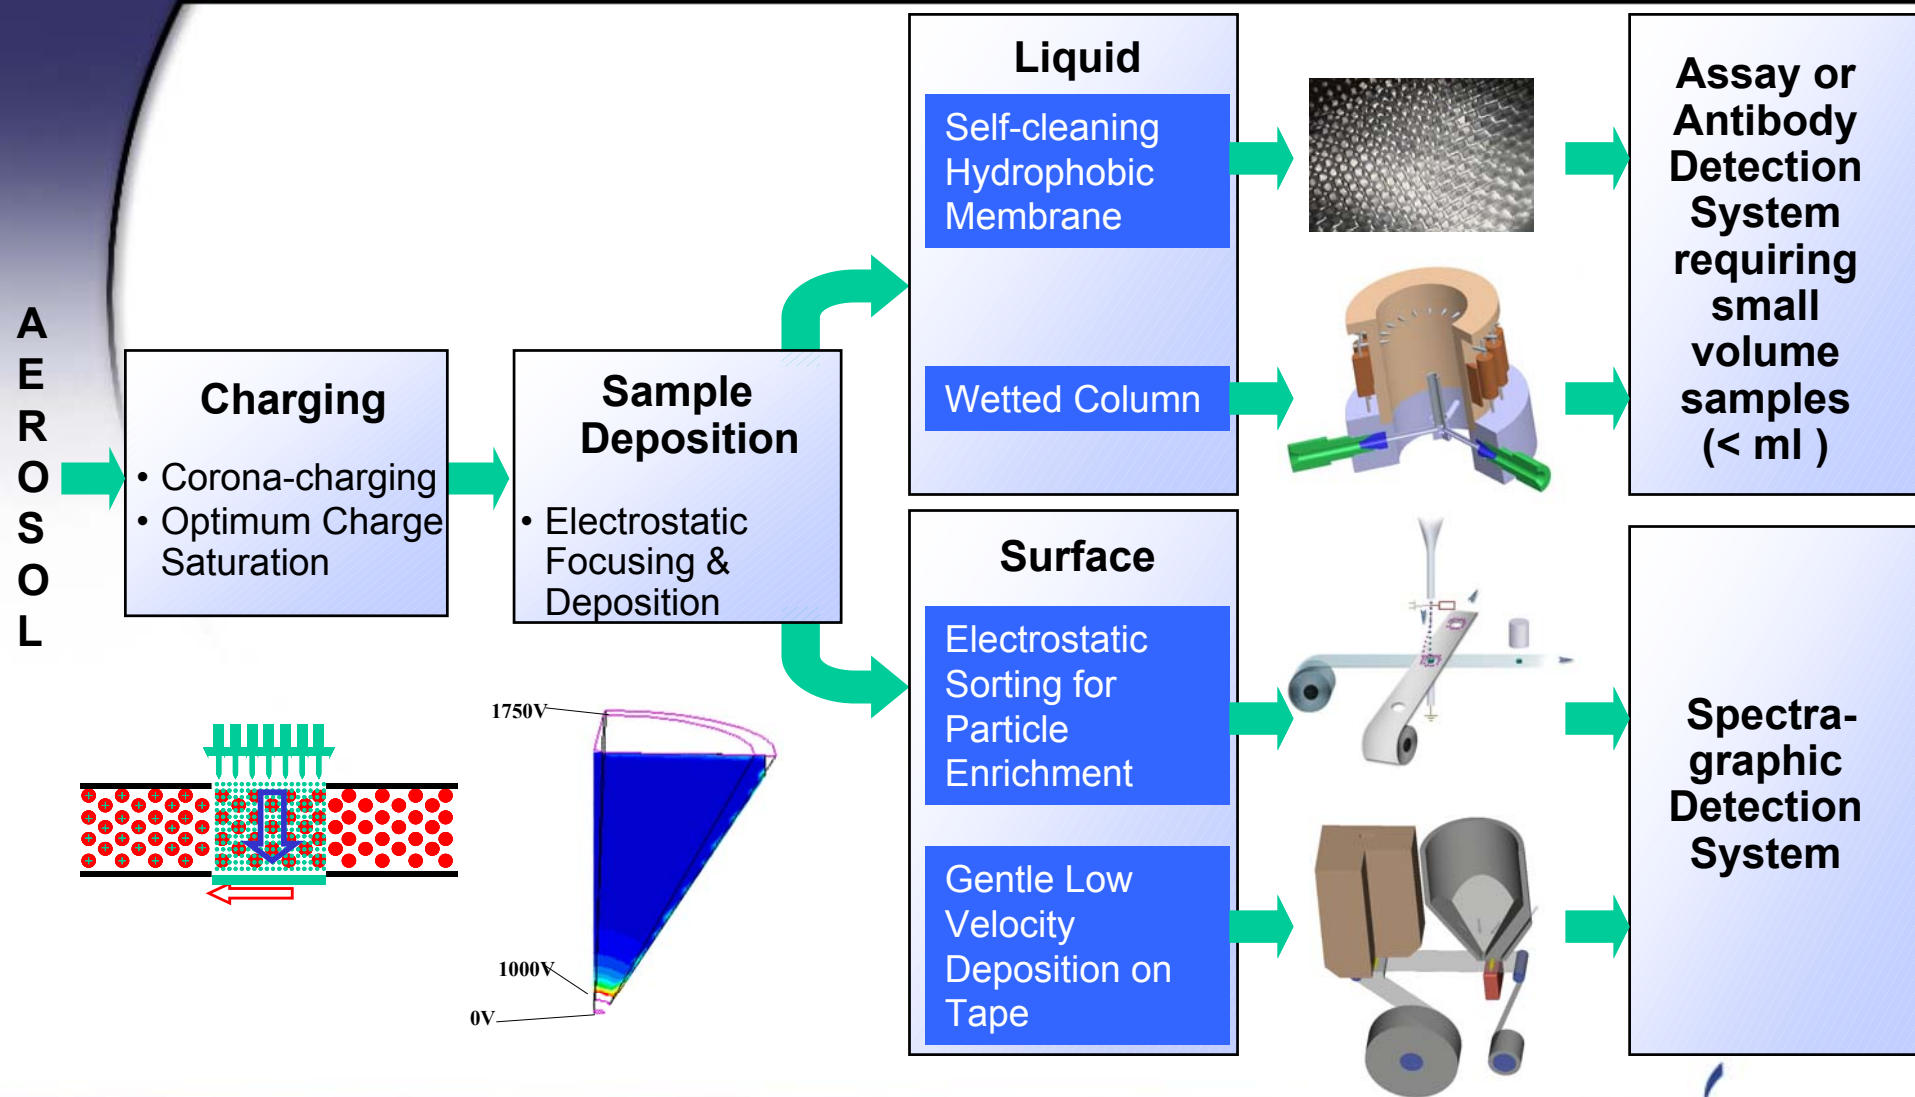 A
E
R
O
S
O
L
Charging
• Corona-charging
• Optimum Charge
Saturation
Sample
Deposition
• Electrostatic
Focusing &
Deposition
1750V
1000V
0V
Liquid
Self-cleaning
Hydrophobic
Membrane
Wetted Column
Surface
Electrostatic
Sorting for
Particle
Enrichment
Gentle Low
Velocity
Deposition on
Tape
Assay or
Antibody
Detection
System
requiring
small
volume
samples
(< ml )
Spectra-
graphic
Detection
System